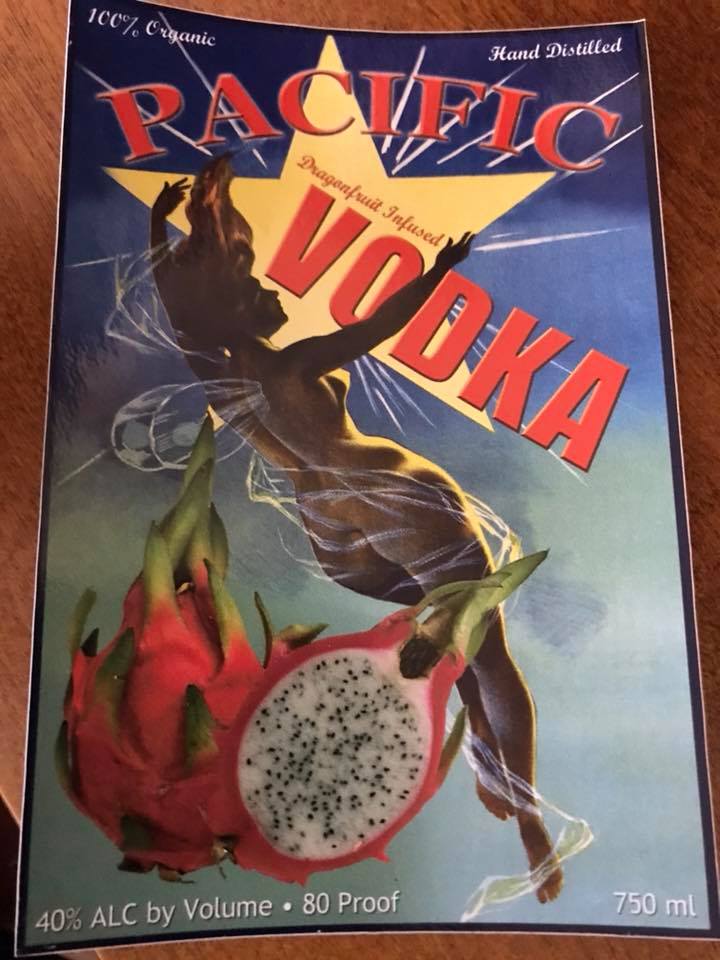 100% Organic
Hand Distilled
PACIFIC
Dragonfruit Infused
VODKA
40% ALC by Volume • 80 Proof
750 ml